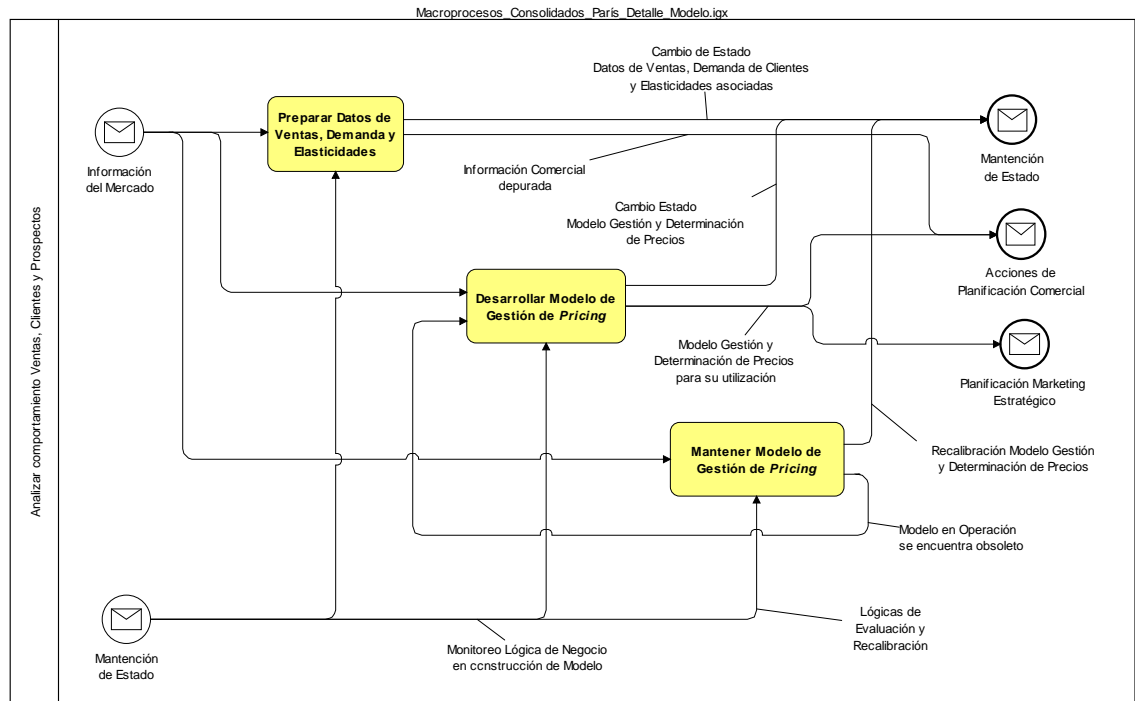 Macroprocesos_Consolidados_París_Detalle_Modelo.igx
Analizar comportamiento Ventas, Clientes y Prospectos
Cambio de Estado
Datos de Ventas, Demanda de Clientes
y Elasticidades asociadas
Preparar Datos de
Ventas, Demanda y
Elasticidades
Información
del Mercado
Mantención
de Estado
Información Comercial
depurada
Cambio Estado
Modelo Gestión y Determinación
de Precios
Acciones de
Planificación Comercial
Desarrollar Modelo de
Gestión de Pricing
Modelo Gestión y
Determinación de Precios
para su utilización
Planificación Marketing
Estratégico
Mantener Modelo de
Gestión de Pricing
Recalibración Modelo Gestión
y Determinación de Precios
Modelo en Operación
se encuentra obsoleto
Lógicas de
Evaluación y
Recalibración
Mantención
de Estado
Monitoreo Lógica de Negocio
en ccnstrucción de Modelo